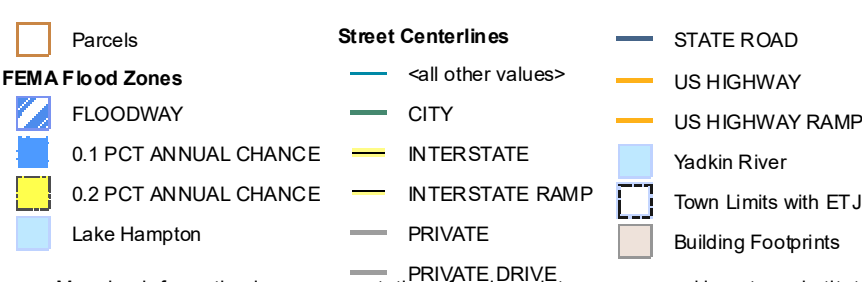 Parcels
FEMA Flood Zones
FLOODWAY
0.1 PCT ANNUAL CHANCE
0.2 PCT ANNUAL CHANCE
Lake Hampton
Street Centerlines
<all other values>
CITY
INTERSTATE
INTERSTATE RAMP
PRIVATE
PRIVATE DRIVE
STATE ROAD
US HIGHWAY
US HIGHWAY RAMP
Yadkin River
Town Limits with ETJ
Building Footprints